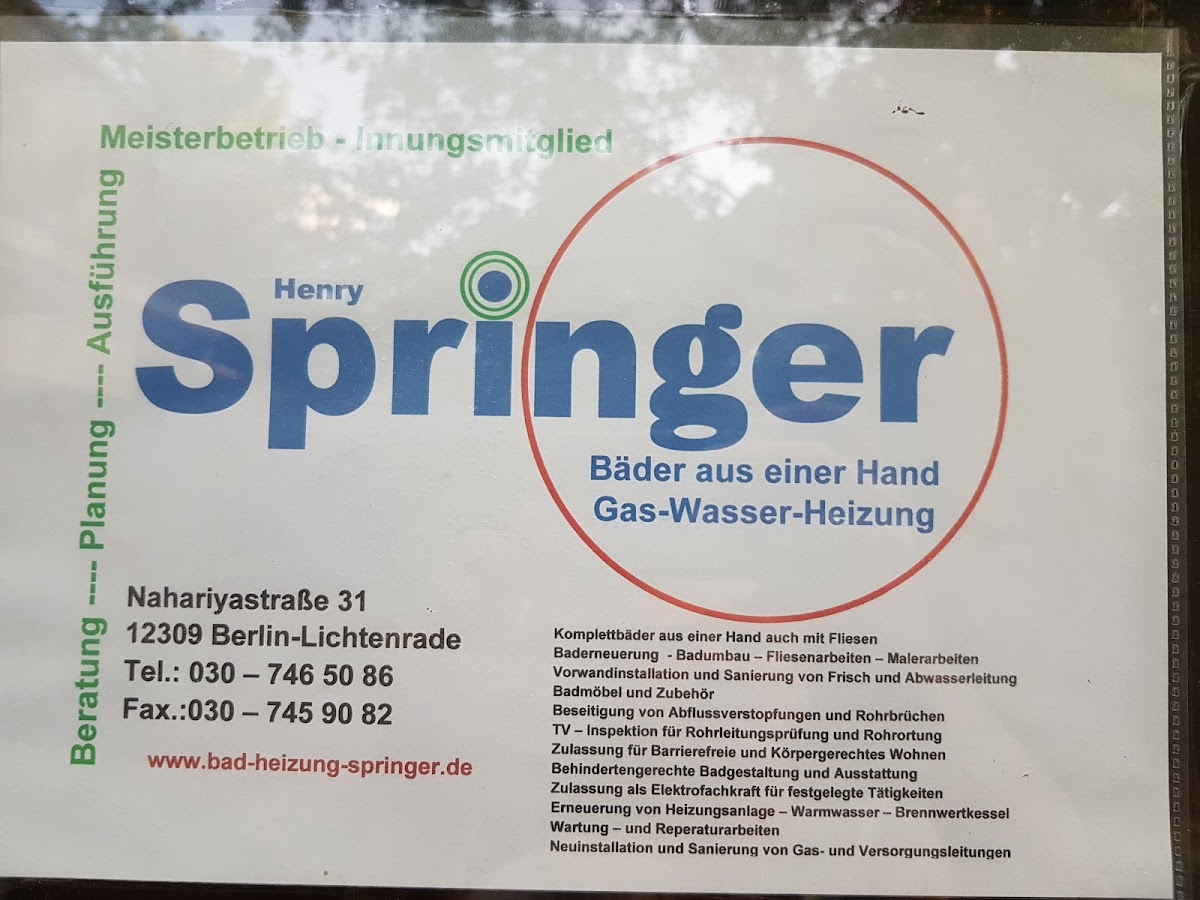 Meisterbetrieb - Innungsmitglied
Beratung ---- Planung ---- Ausführung
Henry
Springer
Bäder aus einer Hand
Gas-Wasser-Heizung
Nahariyastraße 31
12309 Berlin-Lichtenrade
Tel.: 030 – 746 50 86
Fax.:030 – 745 90 82
www.bad-heizung-springer.de
Komplettbäder aus einer Hand auch mit Fliesen
Baderneuerung - Badumbau – Fliesenarbeiten – Malerarbeiten
Vorwandinstallation und Sanierung von Frisch und Abwasserleitung
Badmöbel und Zubehör
Beseitigung von Abflussverstopfungen und Rohrbrüchen
TV – Inspektion für Rohrleitungsprüfung und Rohrortung
Zulassung für Barrierefreie und Körpergerechtes Wohnen
Behindertengerechte Badgestaltung und Ausstattung
Zulassung als Elektrofachkraft für festgelegte Tätigkeiten
Erneuerung von Heizungsanlage – Warmwasser – Brennwertkessel
Wartung – und Reperaturarbeiten
Neuinstallation und Sanierung von Gas- und Versorgungsleitungen